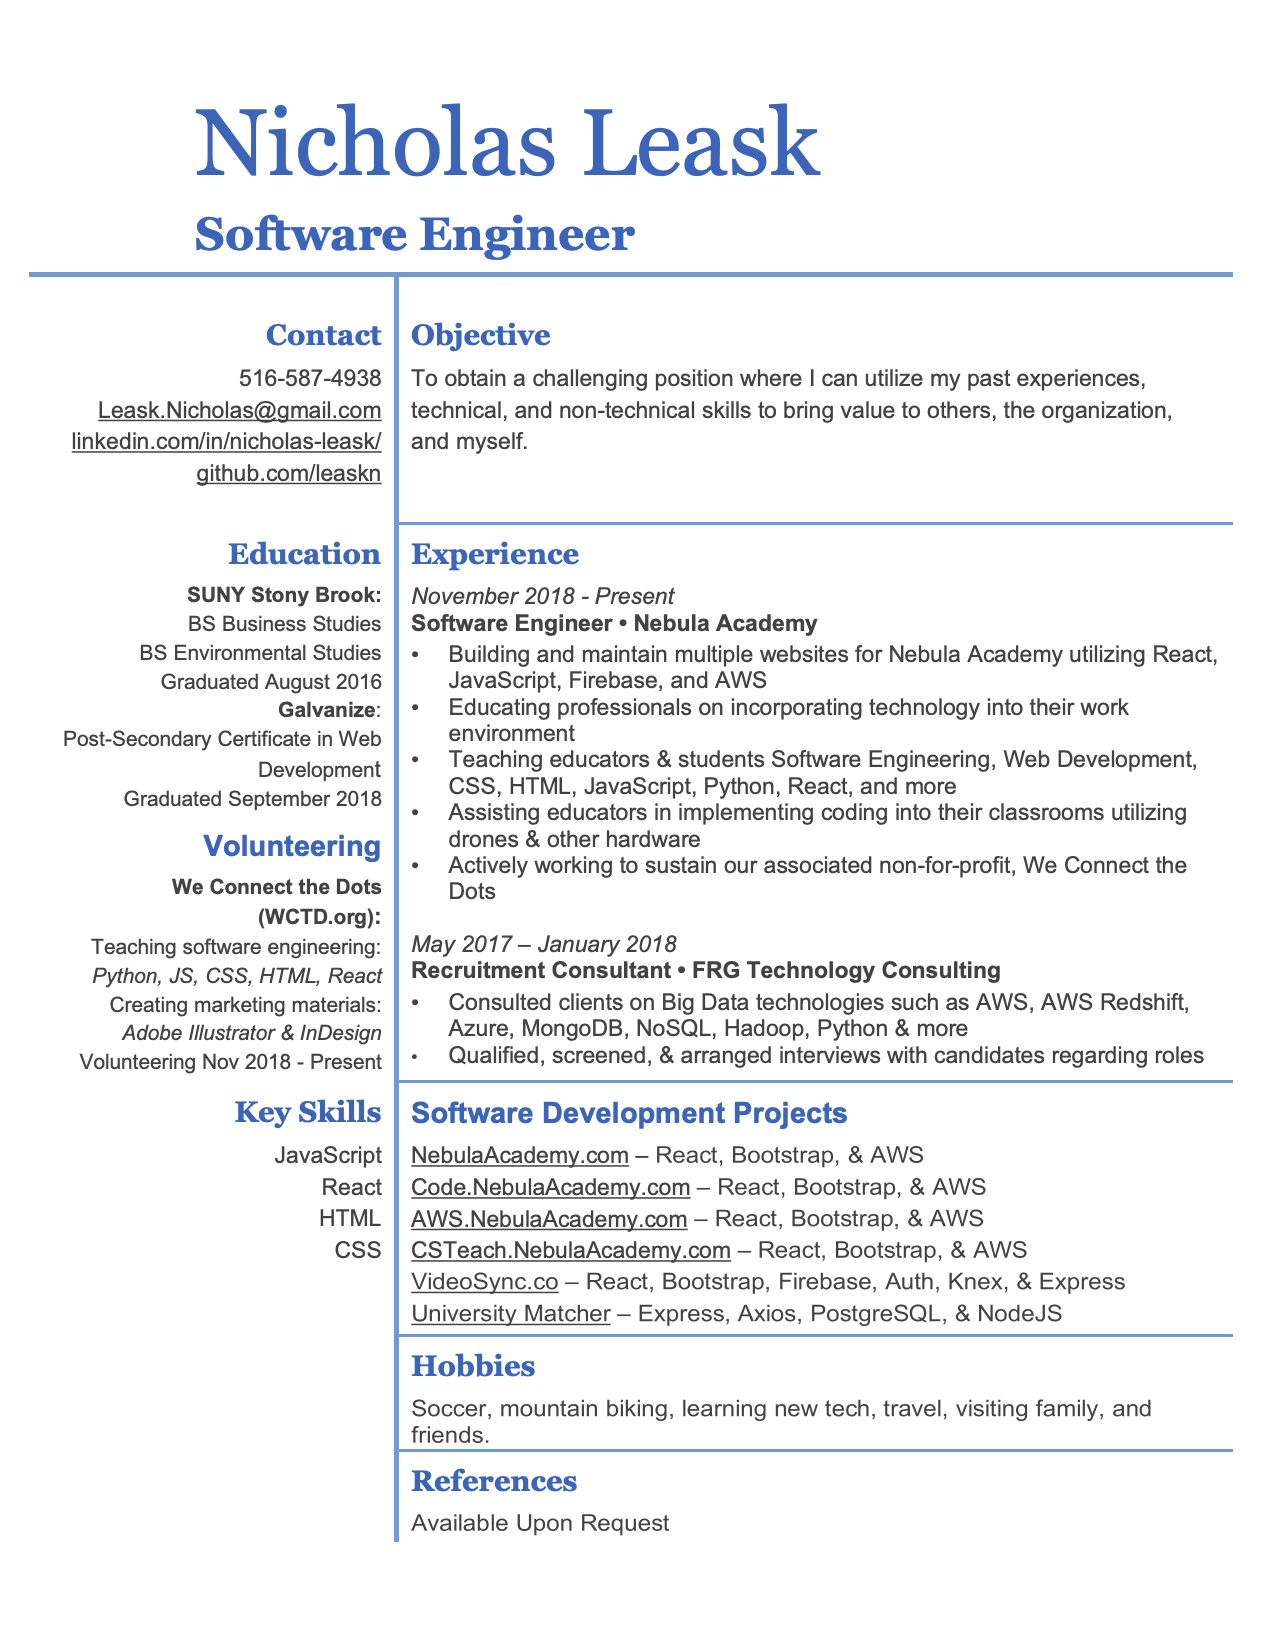 Nicholas Leask
Software Engineer
Contact
516-587-4938
Leask.Nicholas@gmail.com
linkedin.com/in/nicholas-leask/
github.com/leaskn
Objective
To obtain a challenging position where I can utilize my past experiences,
technical, and non-technical skills to bring value to others, the organization,
and myself.
Education
SUNY Stony Brook:
BS Business Studies
BS Environmental Studies
Graduated August 2016
Galvanize:
Post-Secondary Certificate in Web
Development
Graduated September 2018
Volunteering
We Connect the Dots
(WCTD.org):
Teaching software engineering:
Python, JS, CSS, HTML, React
Creating marketing materials:
Adobe Illustrator & InDesign
Volunteering Nov 2018 - Present
Experience
November 2018 - Present
Software Engineer • Nebula Academy
• Building and maintain multiple websites for Nebula Academy utilizing React,
JavaScript, Firebase, and AWS
• Educating professionals on incorporating technology into their work
environment
• Teaching educators & students Software Engineering, Web Development,
CSS, HTML, JavaScript, Python, React, and more
• Assisting educators in implementing coding into their classrooms utilizing
drones & other hardware
• Actively working to sustain our associated non-for-profit, We Connect the
Dots
May 2017 – January 2018
Recruitment Consultant • FRG Technology Consulting
• Consulted clients on Big Data technologies such as AWS, AWS Redshift,
Azure, MongoDB, NoSQL, Hadoop, Python & more
• Qualified, screened, & arranged interviews with candidates regarding roles
Key Skills
JavaScript
React
HTML
CSS
Software Development Projects
NebulaAcademy.com – React, Bootstrap, & AWS
Code.NebulaAcademy.com – React, Bootstrap, & AWS
AWS.NebulaAcademy.com – React, Bootstrap, & AWS
CSTeach.NebulaAcademy.com – React, Bootstrap, & AWS
VideoSync.co – React, Bootstrap, Firebase, Auth, Knex, & Express
University Matcher – Express, Axios, PostgreSQL, & NodeJS
Hobbies
Soccer, mountain biking, learning new tech, travel, visiting family, and
friends.
References
Available Upon Request